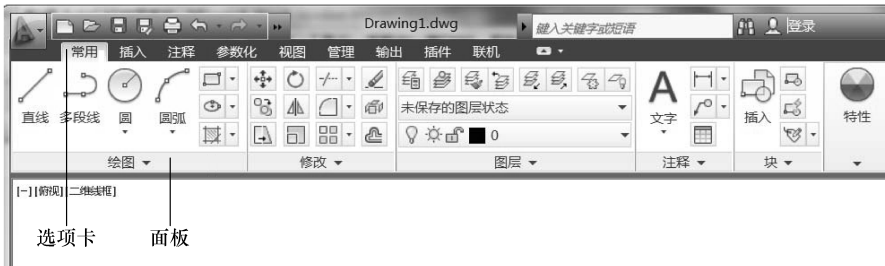 Drawing1.dwg 键入关键字或短语 登录
常用 插入 注释 参数化 视图 管理 输出 插件 联机
直线 多段线 圆 圆弧
未保存的图层状态
0
文字 插入 特性
绘图 修改 图层 注释 块
[-][俯视][二维线框]
选项卡 面板